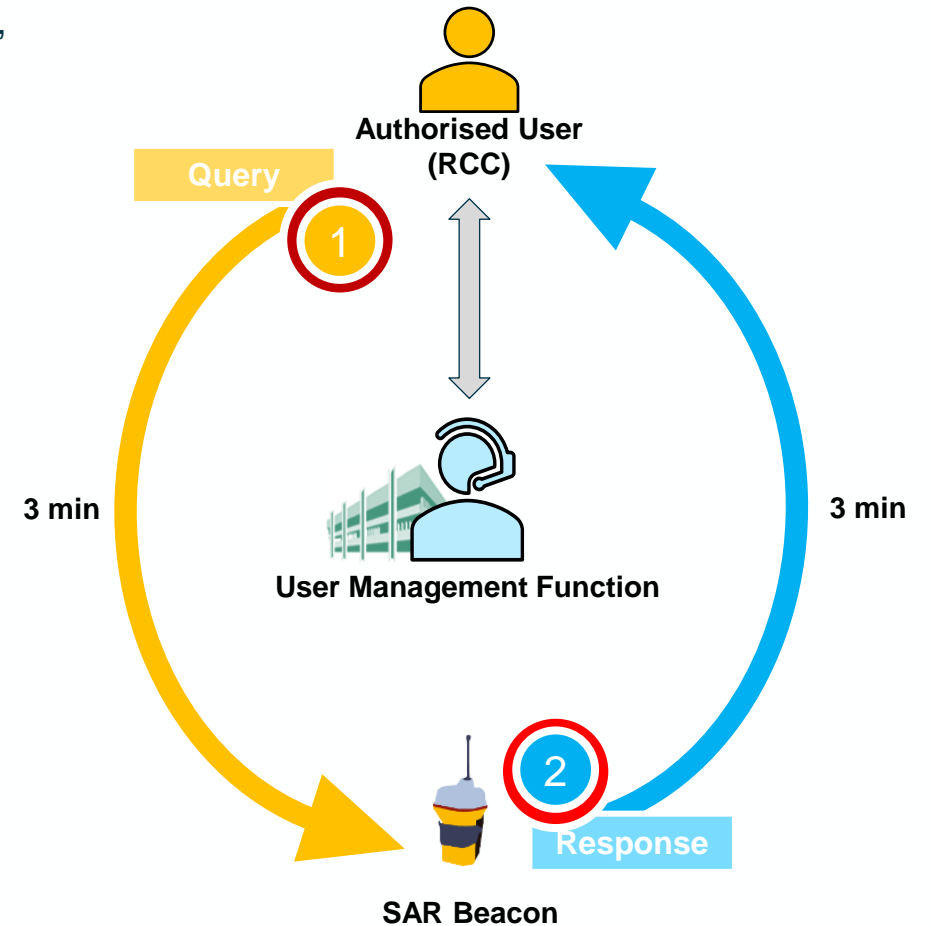 ,
Authorised User
(RCC)
Query
1
3 min
3 min
User Management Function
2
Response
SAR Beacon